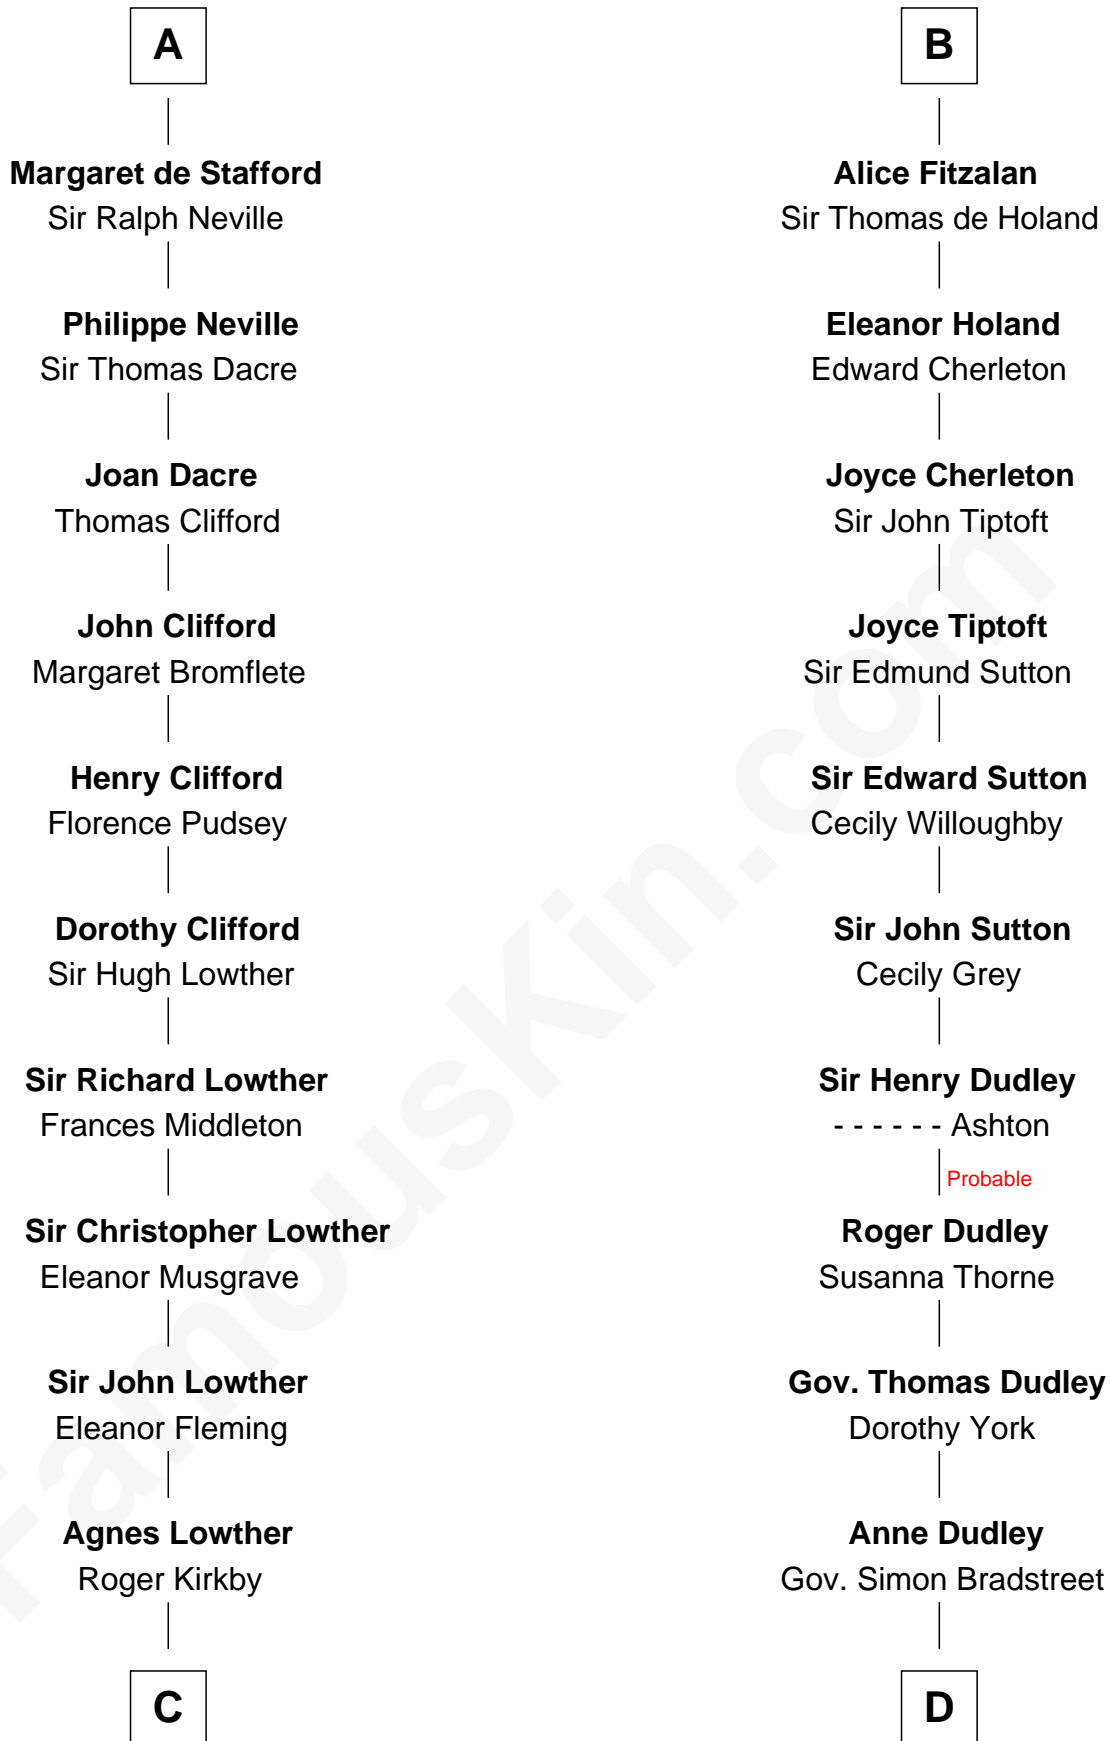 A
Margaret de Stafford
Sir Ralph Neville
Philippe Neville
Sir Thomas Dacre
Joan Dacre
Thomas Clifford
John Clifford
Margaret Bromflete
Henry Clifford
Florence Pudsey
Dorothy Clifford
Sir Hugh Lowther
Sir Richard Lowther
Frances Middleton
Sir Christopher Lowther
Eleanor Musgrave
Sir John Lowther
Eleanor Fleming
Agnes Lowther
Roger Kirkby
C
B
Alice Fitzalan
Sir Thomas de Holand
Eleanor Holand
Edward Cherleton
Joyce Cherleton
Sir John Tiptoft
Joyce Tiptoft
Sir Edmund Sutton
Sir Edward Sutton
Cecily Willoughby
Sir John Sutton
Cecily Grey
Sir Henry Dudley
- - - - - - Ashton
Probable
Roger Dudley
Susanna Thorne
Gov. Thomas Dudley
Dorothy York
Anne Dudley
Gov. Simon Bradstreet
D
FamousKin.com